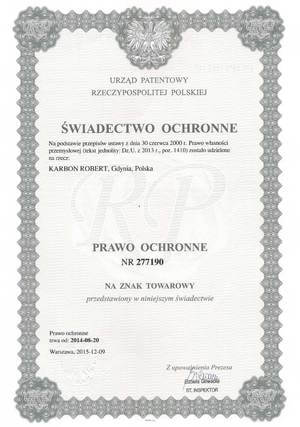 URZĄD PATENTOWY
RZECZYPOSPOLITEJ POLSKIEJ
ŚWIADECTWO OCHRONNE
Na podstawie przepisów ustawy z dnia 30 czerwca 2000 r. Prawo własności
przemysłowej (tekst jednolity: Dz.U. z 2013 r., poz. 1410) zostało udzielone
na rzecz:
KARBON ROBERT, Gdynia, Polska
PRAWO OCHRONNE
NR 277190
NA ZNAK TOWAROWY
przedstawiony w niniejszym świadectwie
Prawo ochronne
trwa od: 2014-08-20
Warszawa, 2015-12-09
Z upoważnienia Prezesa
ST. INSPEKTOR
RP